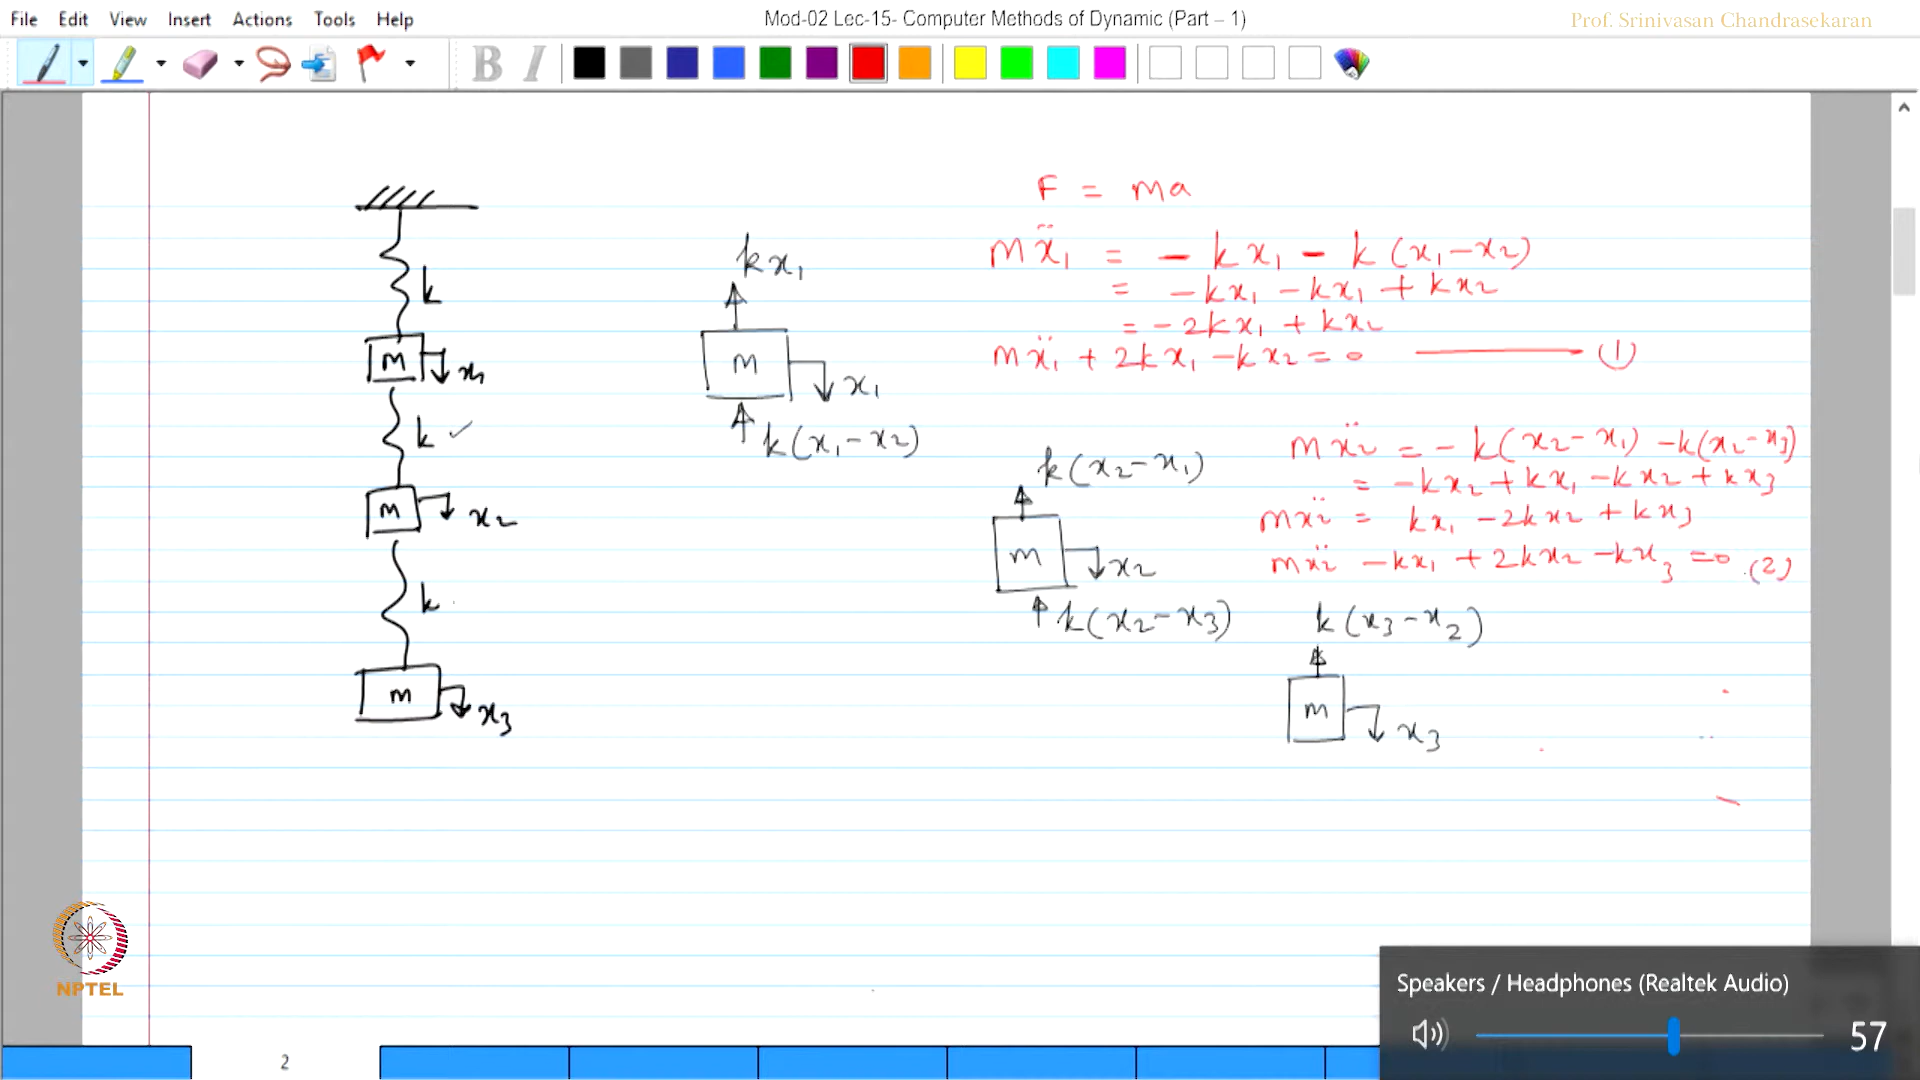 File Edit View Insert Actions Tools Help
Mod-02 Lec-15- Computer Methods of Dynamic (Part – 1)
Prof. Srinivasan Chandrasekaran
B I
F = ma
mẍ₁ = - kx₁ - k(x₁-x₂)
= -kx₁ -kx₁ + kx₂
= -2kx₁ + kx₂
mẍ₁ + 2kx₁ -kx₂ = 0 (1)
k
m x₁
k ✓
m x₂
k
m x₃
kx₁
m x₁
k(x₁-x₂)
k(x₂-x₁)
m x₂
k(x₂-x₃)
mẍ₂ = -k(x₂-x₁) -k(x₂-x₃)
= -kx₂ + kx₁ -kx₂ + kx₃
mẍ₂ = kx₁ -2kx₂ + kx₃
mẍ₂ -kx₁ + 2kx₂ -kx₃ =0 (2)
k(x₃-x₂)
m x₃
NPTEL
Speakers / Headphones (Realtek Audio)
57
2